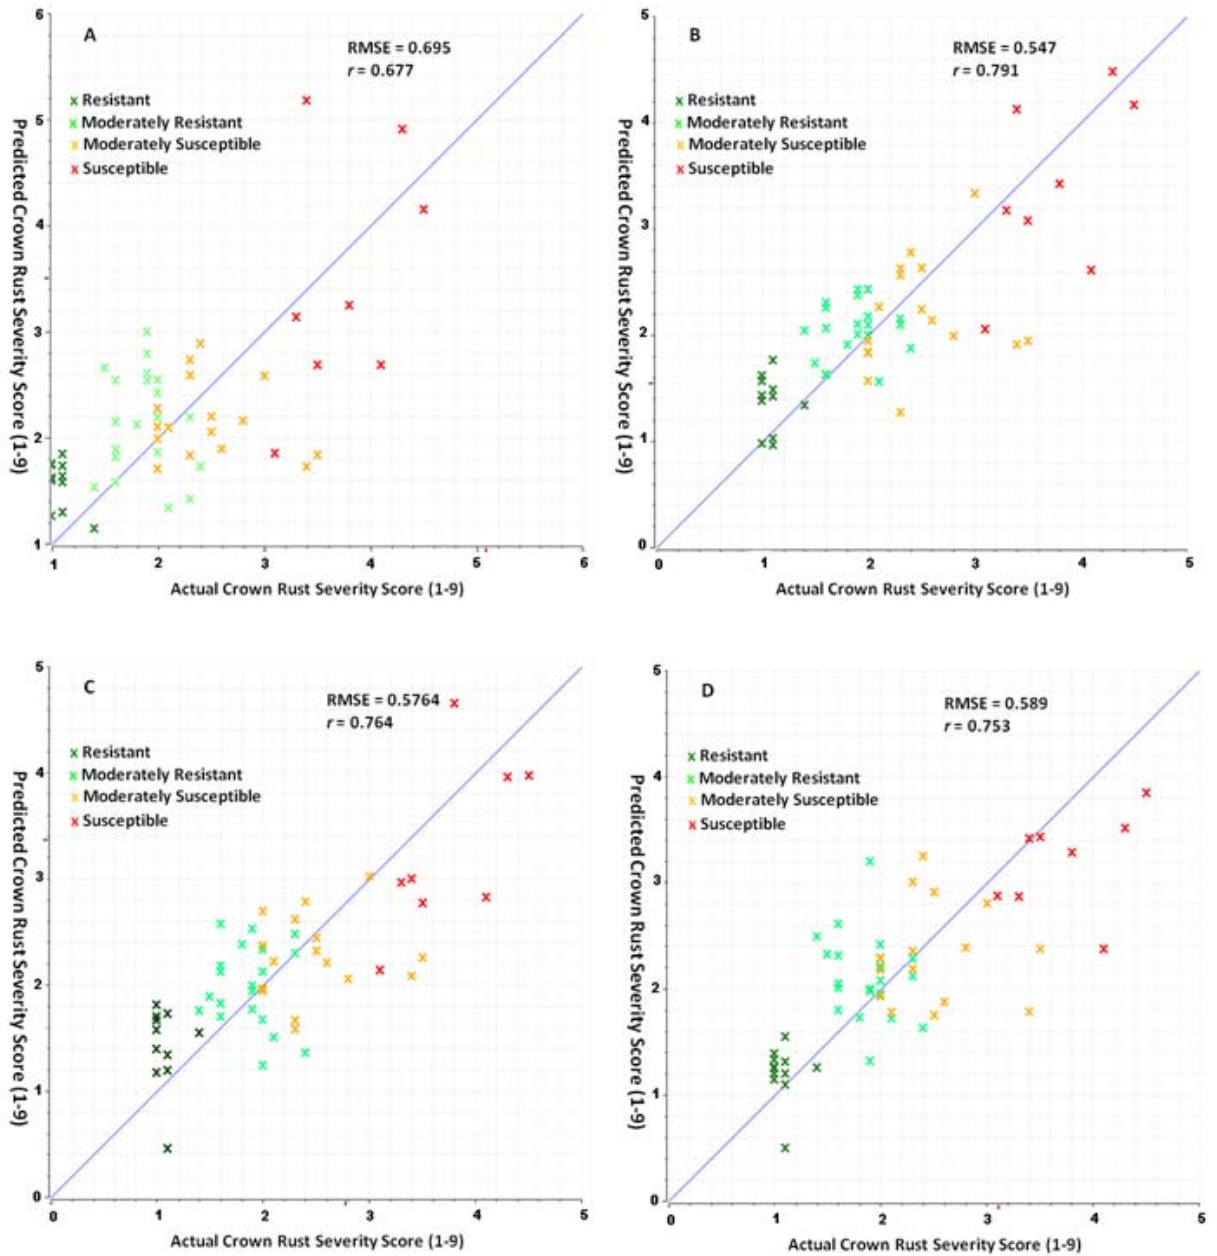 A
RMSE = 0.695
r = 0.677
Resistant
Moderately Resistant
Moderately Susceptible
Susceptible
Predicted Crown Rust Severity Score (1-9)
6
5
4
3
2
1
1 2 3 4 5 6
Actual Crown Rust Severity Score (1-9)
B
RMSE = 0.547
r = 0.791
Resistant
Moderately Resistant
Moderately Susceptible
Susceptible
Predicted Crown Rust Severity Score (1-9)
5
4
3
2
1
0
0 1 2 3 4 5
Actual Crown Rust Severity Score (1-9)
C
RMSE = 0.5764
r = 0.764
Resistant
Moderately Resistant
Moderately Susceptible
Susceptible
Predicted Crown Rust Severity Score (1-9)
5
4
3
2
1
0
0 1 2 3 4 5
Actual Crown Rust Severity Score (1-9)
D
RMSE = 0.589
r = 0.753
Resistant
Moderately Resistant
Moderately Susceptible
Susceptible
Predicted Crown Rust Severity Score (1-9)
5
4
3
2
1
0
0 1 2 3 4 5
Actual Crown Rust Severity Score (1-9)